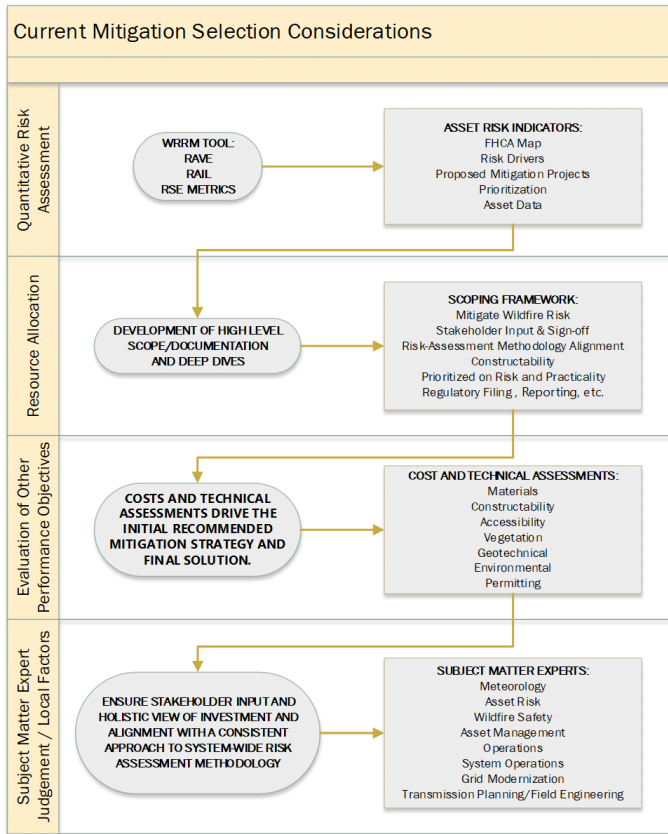 Current Mitigation Selection Considerations
Quantitative Risk
Assessment
WRRM TOOL:
RAVE
RAIL
RSE METRICS
ASSET RISK INDICATORS:
FHCA Map
Risk Drivers
Proposed Mitigation Projects
Prioritization
Asset Data
Resource Allocation
DEVELOPMENT OF HIGH LEVEL
SCOPE/DOCUMENTATION
AND DEEP DIVES
SCOPING FRAMEWORK:
Mitigate Wildfire Risk
Stakeholder Input & Sign-off
Risk-Assessment Methodology Alignment
Constructability
Prioritized on Risk and Practicality
Regulatory Filing , Reporting, etc.
Evaluation of Other
Performance Objectives
COSTS AND TECHNICAL
ASSESSMENTS DRIVE THE
INITIAL RECOMMENDED
MITIGATION STRATEGY AND
FINAL SOLUTION.
COST AND TECHNICAL ASSESSMENTS:
Materials
Constructability
Accessibility
Vegetation
Geotechnical
Environmental
Permitting
Subject Matter Expert
Judgement / Local Factors
ENSURE STAKEHOLDER INPUT AND
HOLISTIC VIEW OF INVESTMENT AND
ALIGNMENT WITH A CONSISTENT
APPROACH TO SYSTEM-WIDE RISK
ASSESSMENT METHODOLOGY
SUBJECT MATTER EXPERTS:
Meteorology
Asset Risk
Wildfire Safety
Asset Management
Operations
System Operations
Grid Modernization
Transmission Planning/Field Engineering